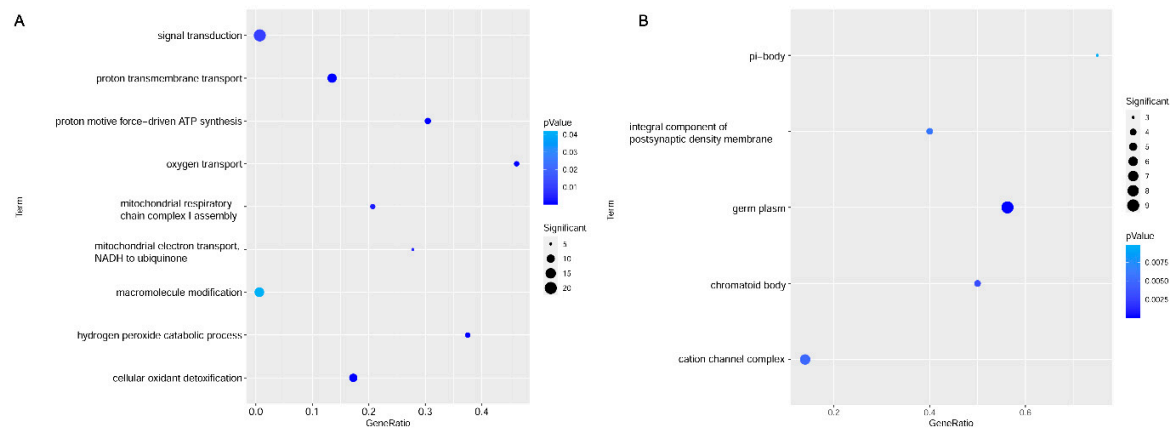 A
signal transduction
proton transmembrane transport
proton motive force−driven ATP synthesis
oxygen transport
mitochondrial respiratory
chain complex I assembly
mitochondrial electron transport,
NADH to ubiquinone
macromolecule modification
hydrogen peroxide catabolic process
cellular oxidant detoxification
Term
0.0 0.1 0.2 0.3 0.4
GeneRatio
pValue
0.04
0.03
0.02
0.01
Significant
5
10
15
20
B
pi−body
integral component of
postsynaptic density membrane
germ plasm
chromatoid body
cation channel complex
Term
0.2 0.4 0.6
GeneRatio
Significant
3
4
5
6
7
8
9
pValue
0.0075
0.0050
0.0025